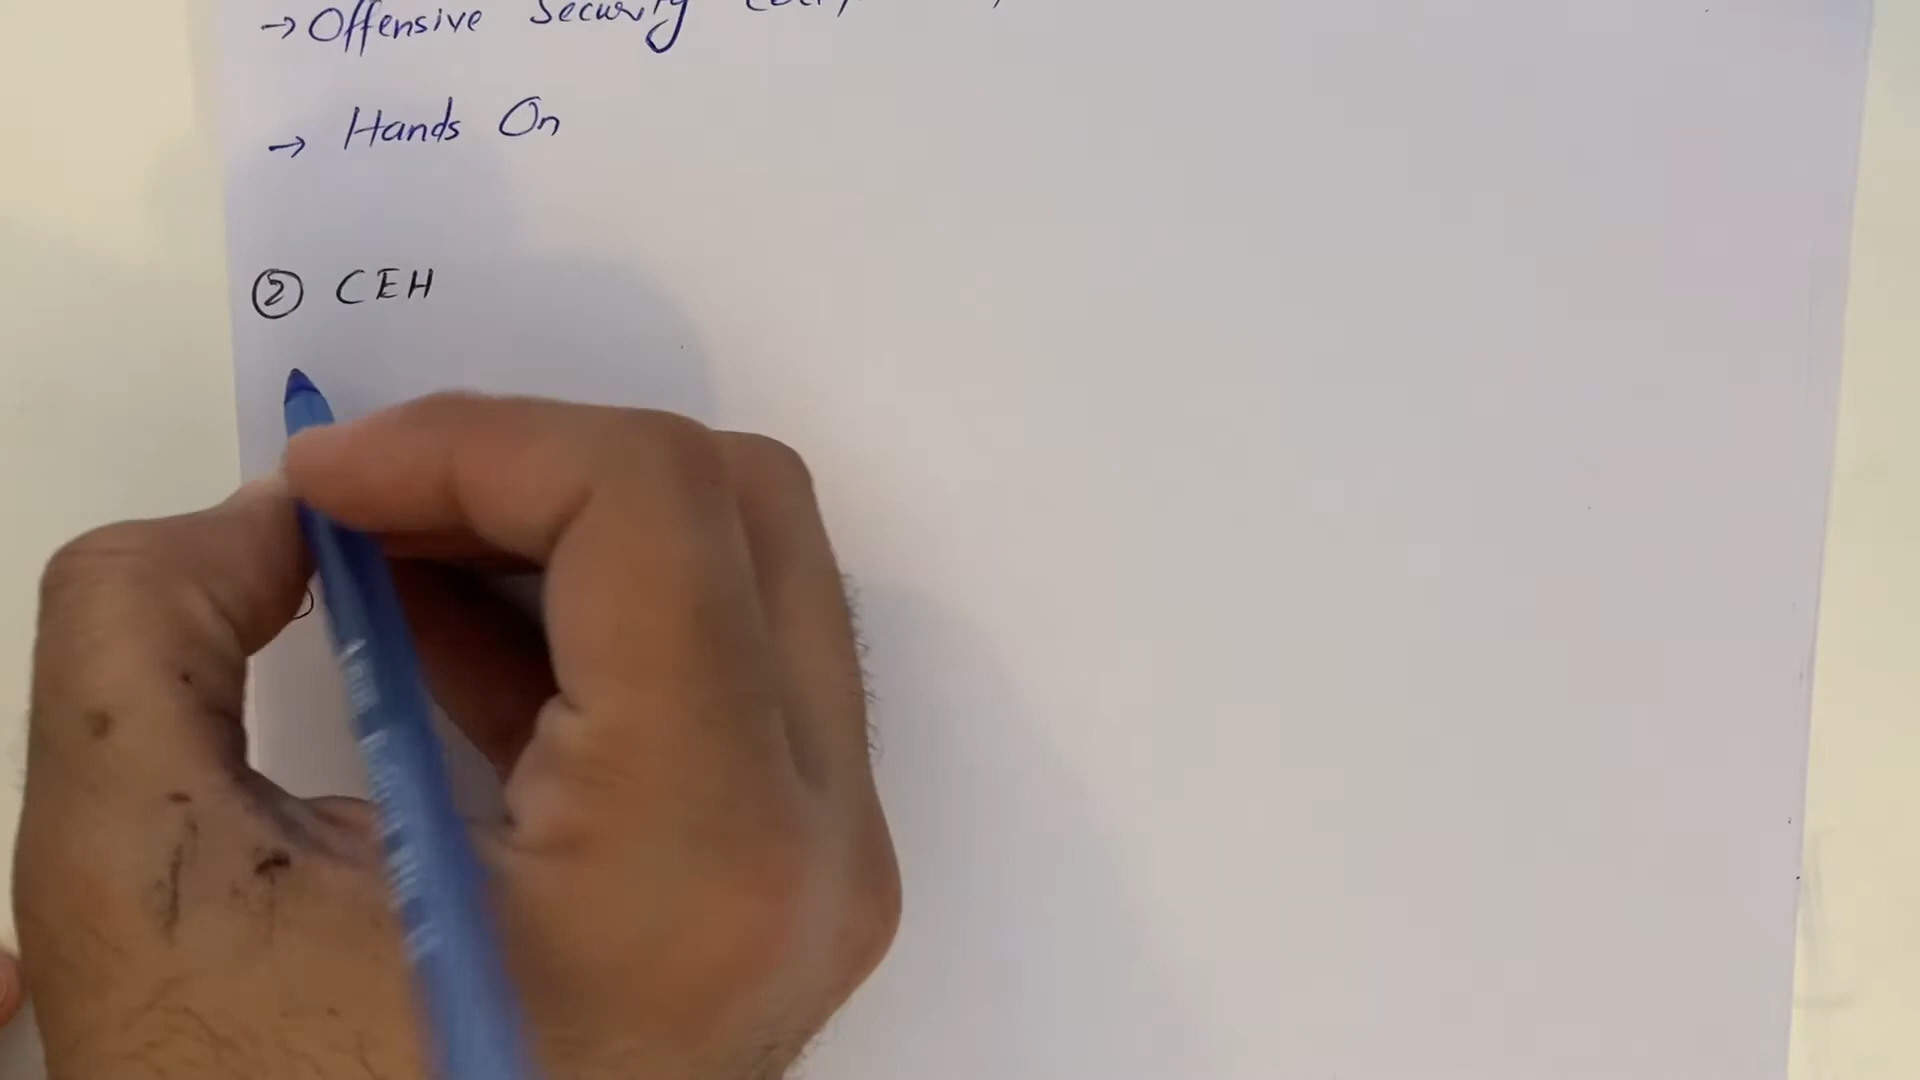 → Offensive Security
→ Hands On
② CEH